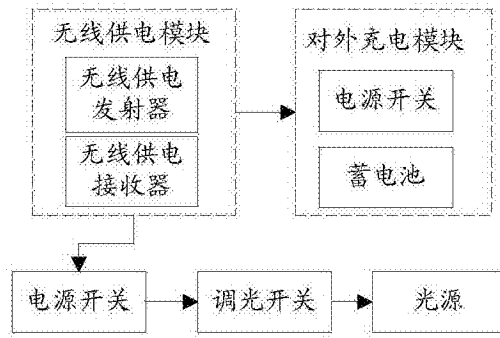 无线供电模块
无线供电
发射器
无线供电
接收器
对外充电模块
电源开关
蓄电池
电源开关
调光开关
光源